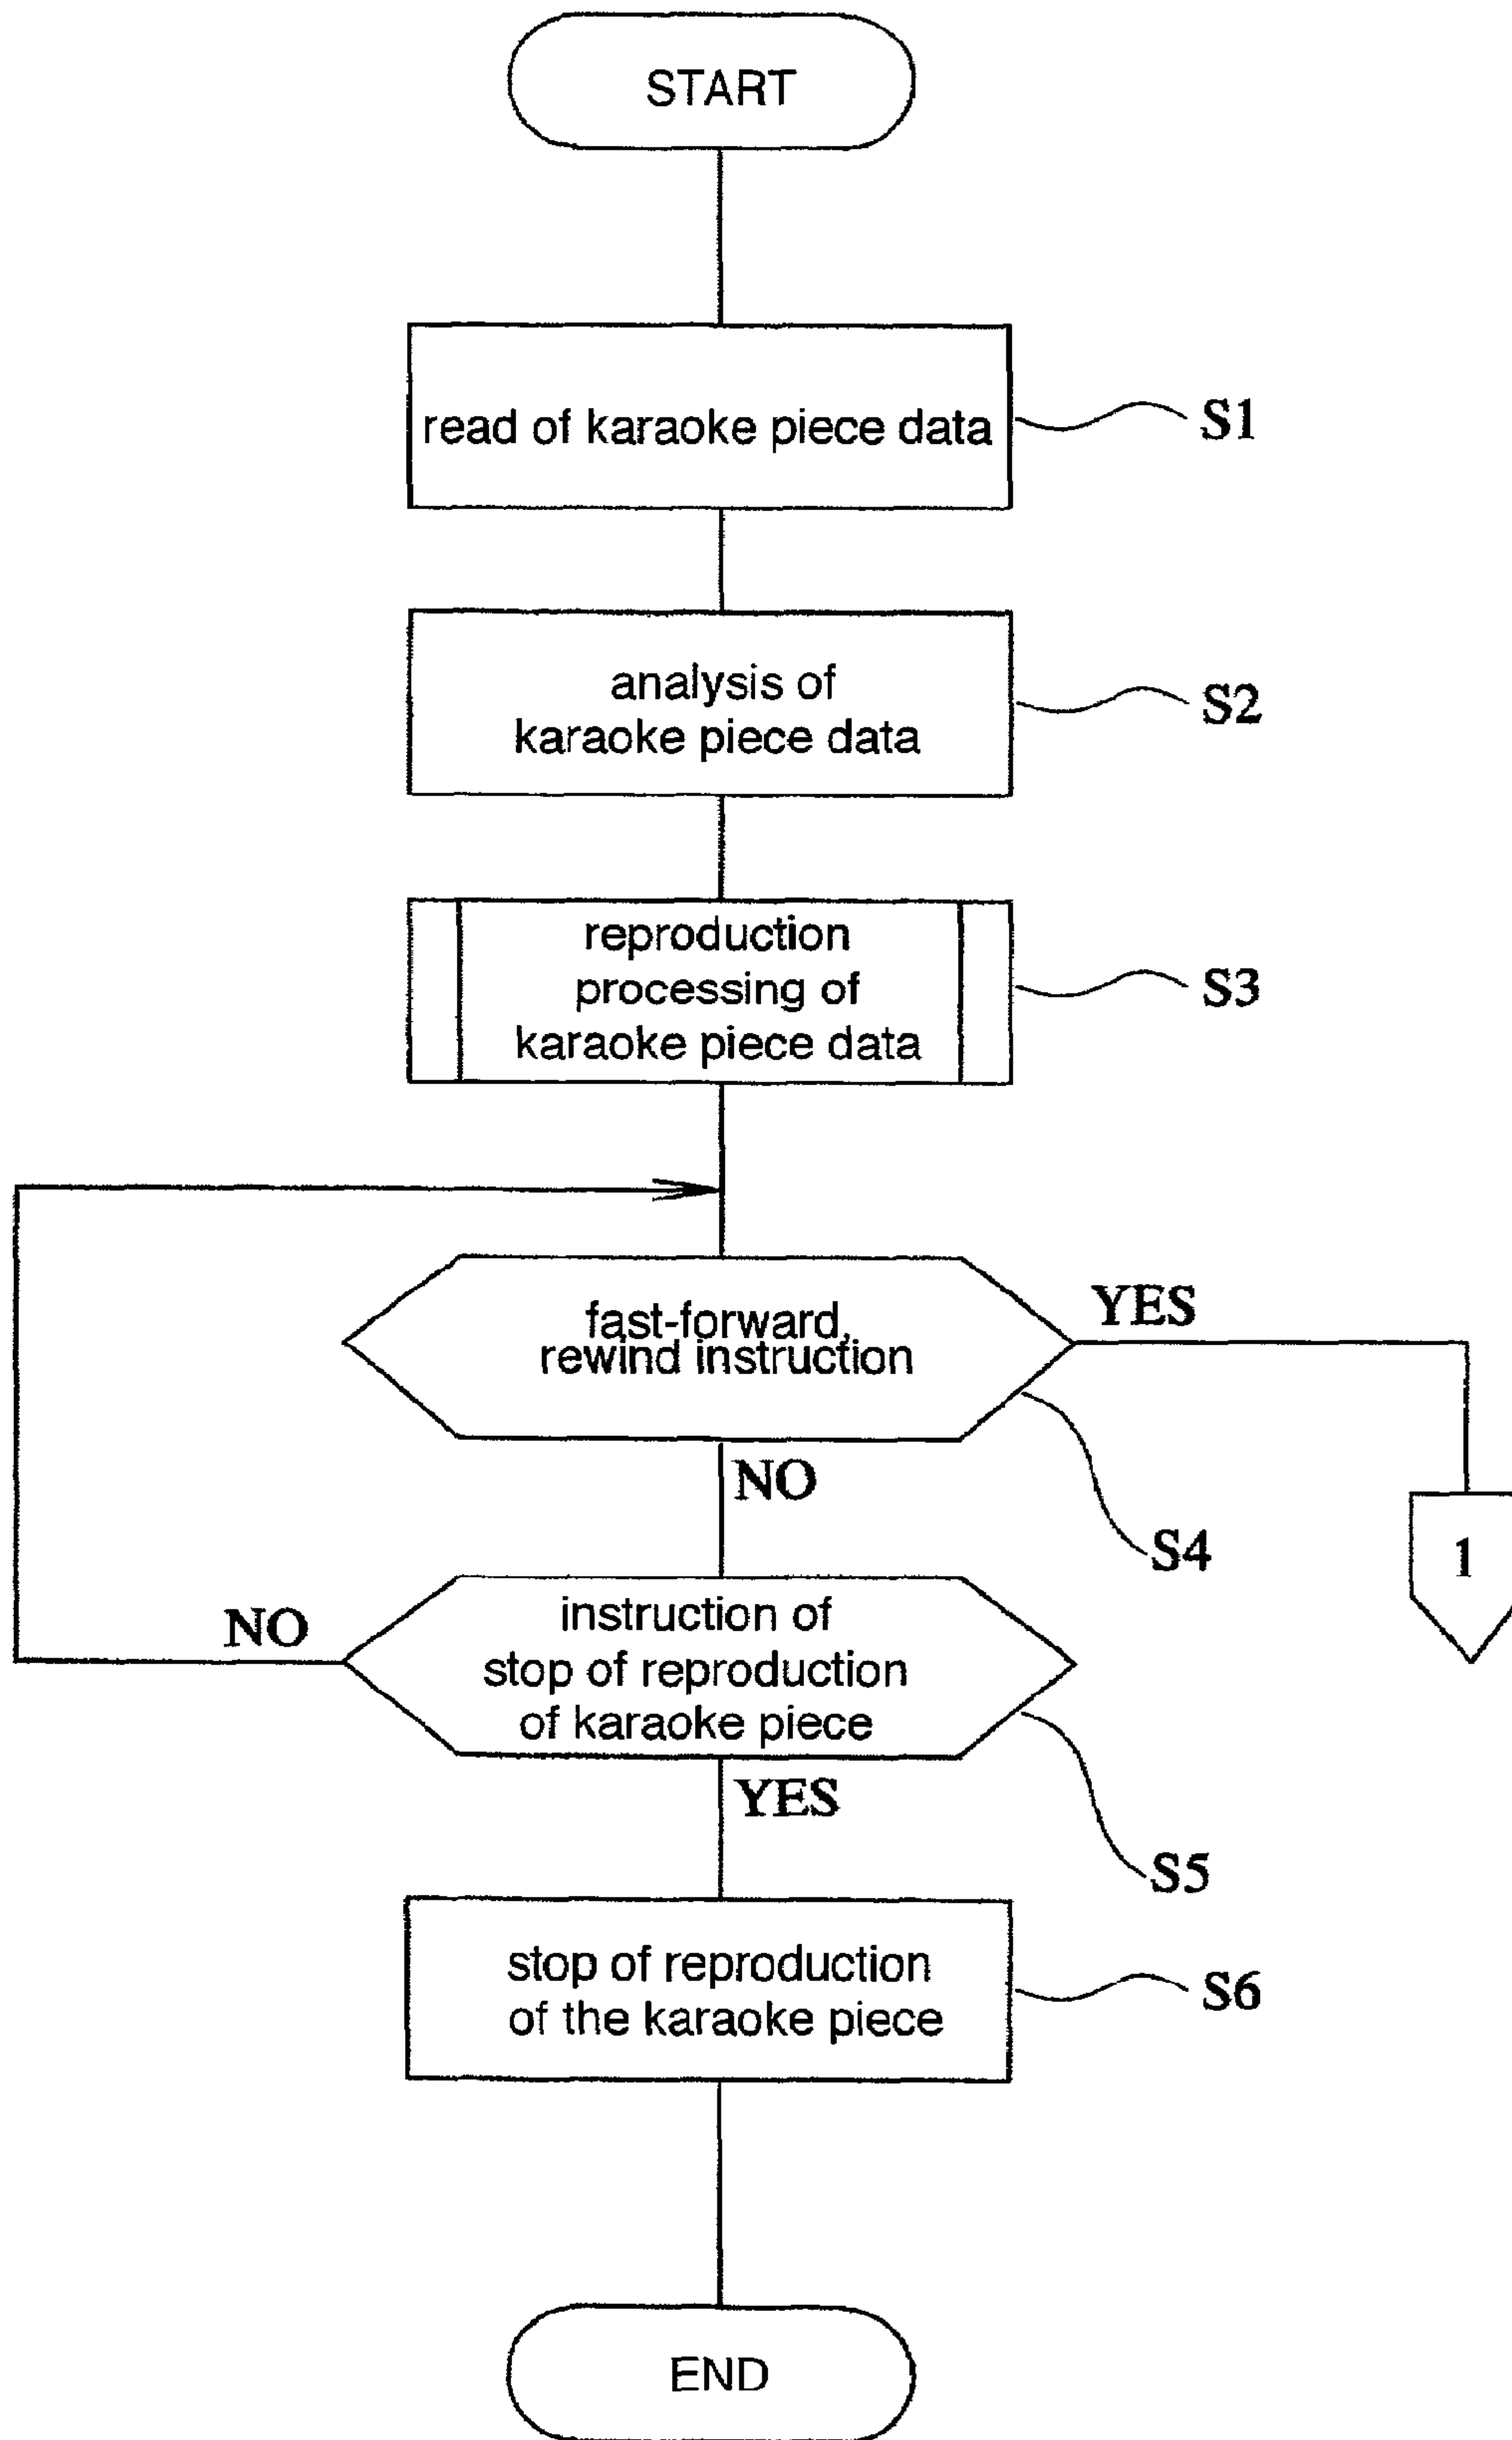 START
read of karaoke piece data
S1
analysis of
karaoke piece data
S2
reproduction
processing of
karaoke piece data
S3
fast-forward,
rewind instruction
YES
NO
S4
1
instruction of
stop of reproduction
of karaoke piece
NO
YES
S5
stop of reproduction
of the karaoke piece
S6
END